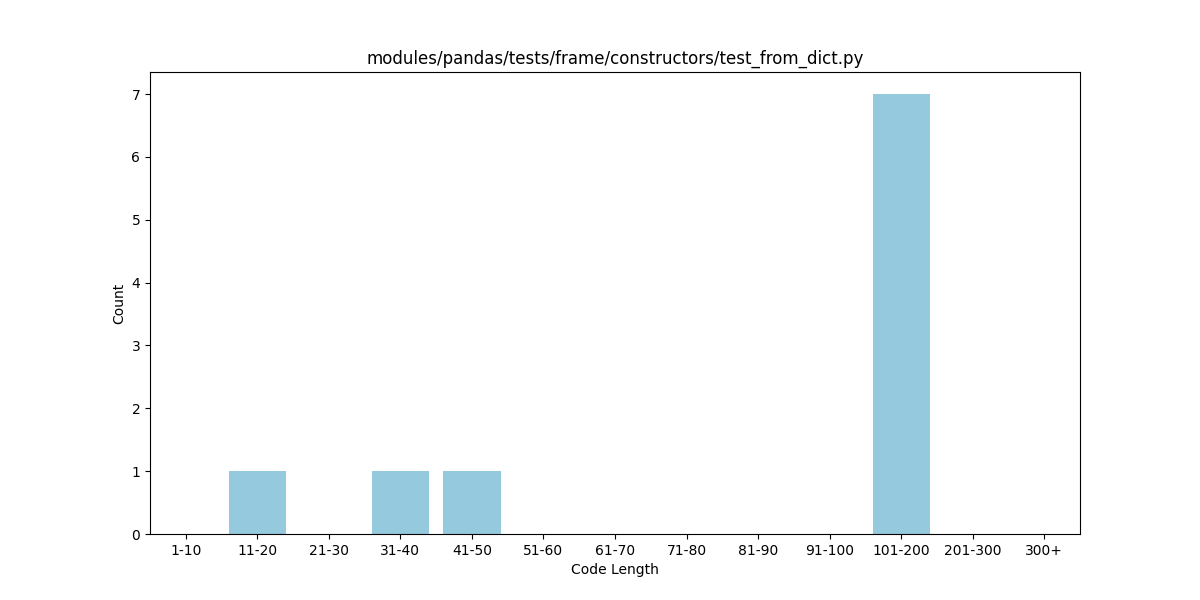 modules/pandas/tests/frame/constructors/test_from_dict.py
Count
7
6
5
4
3
2
1
0
1-10 11-20 21-30 31-40 41-50 51-60 61-70 71-80 81-90 91-100 101-200 201-300 300+
Code Length